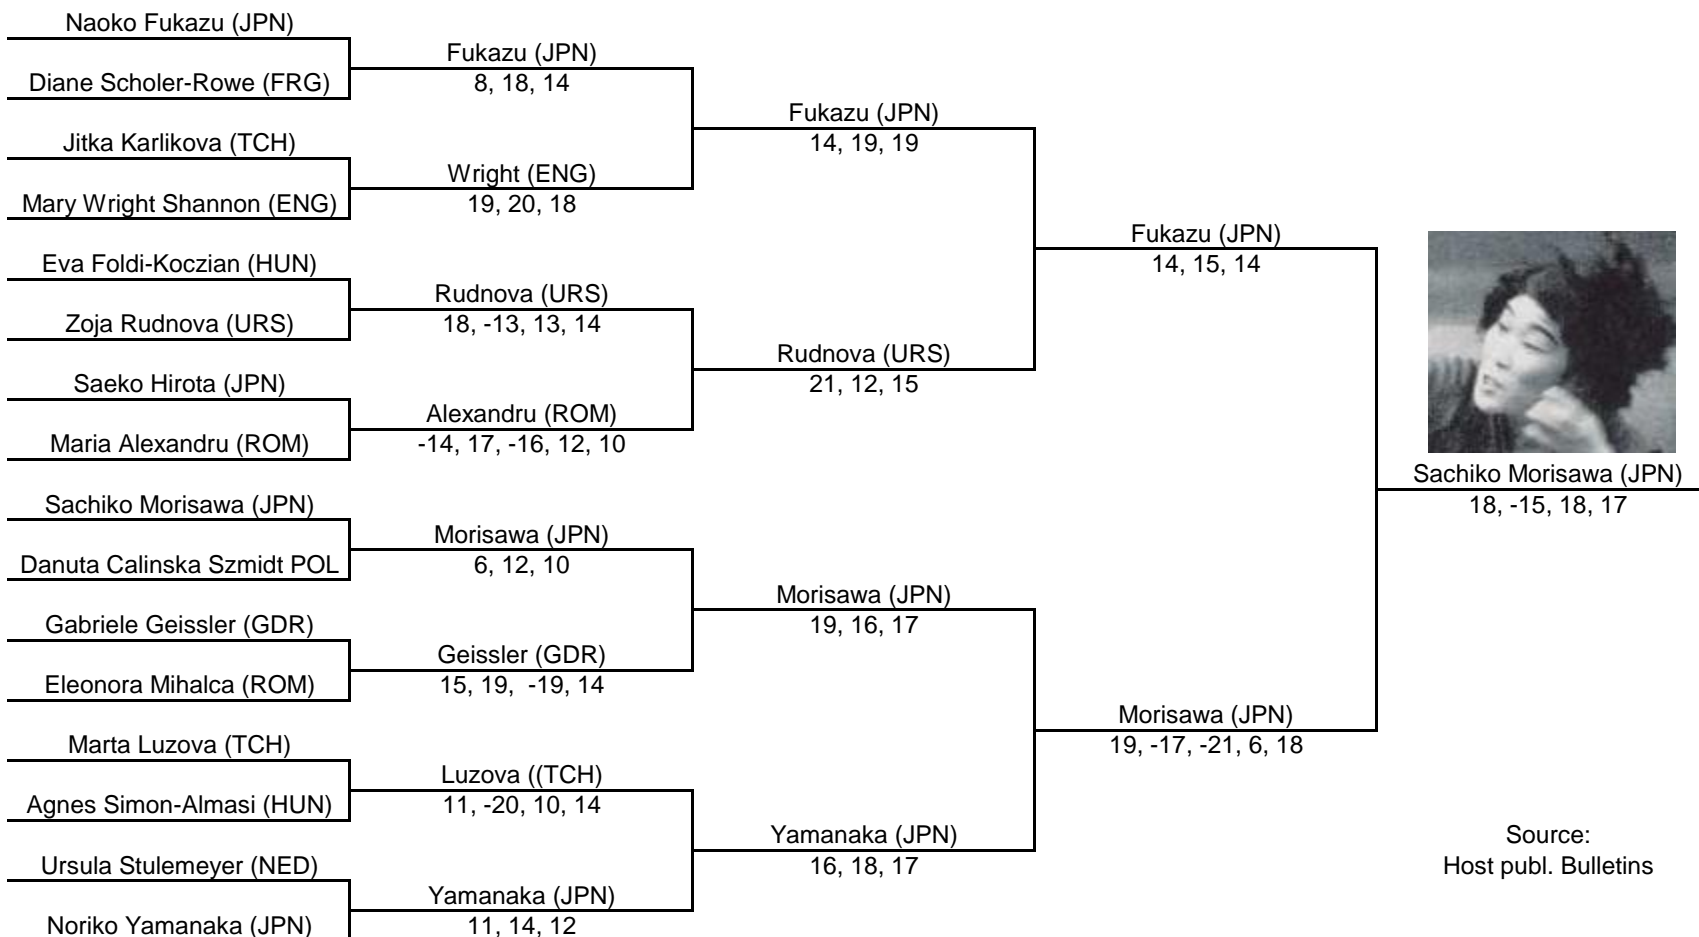 Naoko Fukazu (JPN)
Diane Scholer-Rowe (FRG)
Jitka Karlikova (TCH)
Mary Wright Shannon (ENG)
Eva Foldi-Koczian (HUN)
Zoja Rudnova (URS)
Saeko Hirota (JPN)
Maria Alexandru (ROM)
Sachiko Morisawa (JPN)
Danuta Calinska Szmidt POL
Gabriele Geissler (GDR)
Eleonora Mihalca (ROM)
Marta Luzova (TCH)
Agnes Simon-Almasi (HUN)
Ursula Stulemeyer (NED)
Noriko Yamanaka (JPN)
Fukazu (JPN)
8, 18, 14
Wright (ENG)
19, 20, 18
Rudnova (URS)
18, -13, 13, 14
Alexandru (ROM)
-14, 17, -16, 12, 10
Morisawa (JPN)
6, 12, 10
Geissler (GDR)
15, 19,  -19, 14
Luzova ((TCH)
11, -20, 10, 14
Yamanaka (JPN)
11, 14, 12
Fukazu (JPN)
14, 19, 19
Rudnova (URS)
21, 12, 15
Morisawa (JPN)
19, 16, 17
Yamanaka (JPN)
16, 18, 17
Fukazu (JPN)
14, 15, 14
Morisawa (JPN)
19, -17, -21, 6, 18
Sachiko Morisawa (JPN)
18, -15, 18, 17
Source:
Host publ. Bulletins